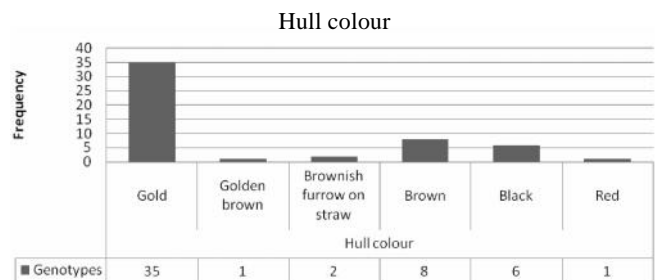 Hull colour
Frequency
40
35
30
25
20
15
10
5
0
Gold
Golden
brown
Brownish
furrow on
straw
Brown
Black
Red
Hull colour
Genotypes 35 1 2 8 6 1